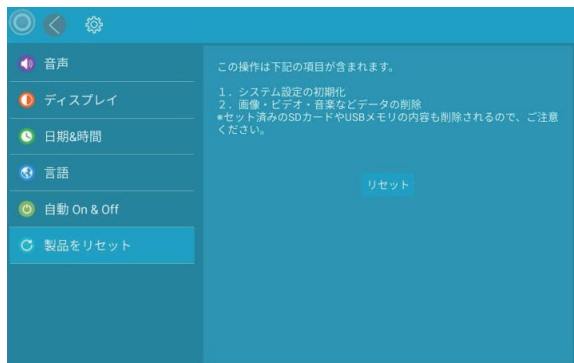 音声
ディスプレイ
日期&時間
言語
自動 On & Off
製品をリセット
この操作は下記の項目が含まれます。
1．システム設定の初期化
2．画像・ビデオ・音楽などデータの削除
*セット済みのSDカードやUSBメモリの内容も削除されるので、ご注意
ください。
リセット